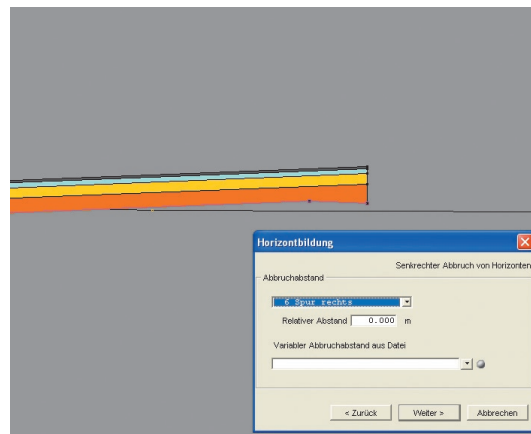 Horizontbildung
Senkrechter Abbruch von Horizonten
Abbruchabstand
6 Spur rechts
Relativer Abstand 0.000 m
Variabler Abbruchabstand aus Datei
< Zurück Weiter > Abbrechen